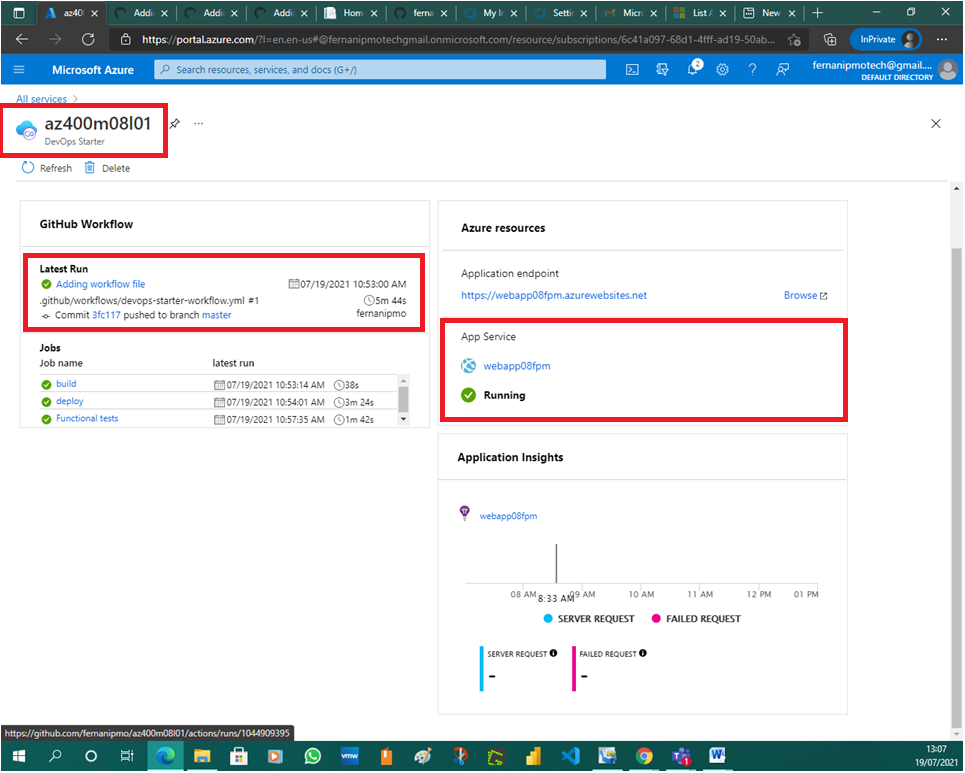 az40
Addi
Addi
Addi
Hom
ferna
My In
Settin
Micro
List A
New
https://portal.azure.com/?l=en.en-us#@fernanipmotechgmail.onmicrosoft.com/resource/subscriptions/6c41a097-68d1-4fff-ad19-50ab...
InPrivate
Microsoft Azure
Search resources, services, and docs (G+/)
2
fernanipmotech@gmail....
DEFAULT DIRECTORY
All services >
az400m08l01
DevOps Starter
Refresh
Delete
GitHub Workflow
Latest Run
Adding workflow file 07/19/2021 10:53:00 AM
.github/workflows/devops-starter-workflow.yml #1 5m 44s
Commit 3fc117 pushed to branch master fernanipmo
Jobs
Job name latest run
build 07/19/2021 10:53:14 AM 38s
deploy 07/19/2021 10:54:01 AM 3m 24s
Functional tests 07/19/2021 10:57:35 AM 1m 42s
Azure resources
Application endpoint
https://webapp08fpm.azurewebsites.net Browse
App Service
webapp08fpm
Running
Application Insights
webapp08fpm
08 AM 09 AM 10 AM 11 AM 12 PM 01 PM
8:33 AM
SERVER REQUEST FAILED REQUEST
SERVER REQUEST FAILED REQUEST
- -
https://github.com/fernanipmo/az400m08l01/actions/runs/1044909395
vmw
1
13:07
19/07/2021